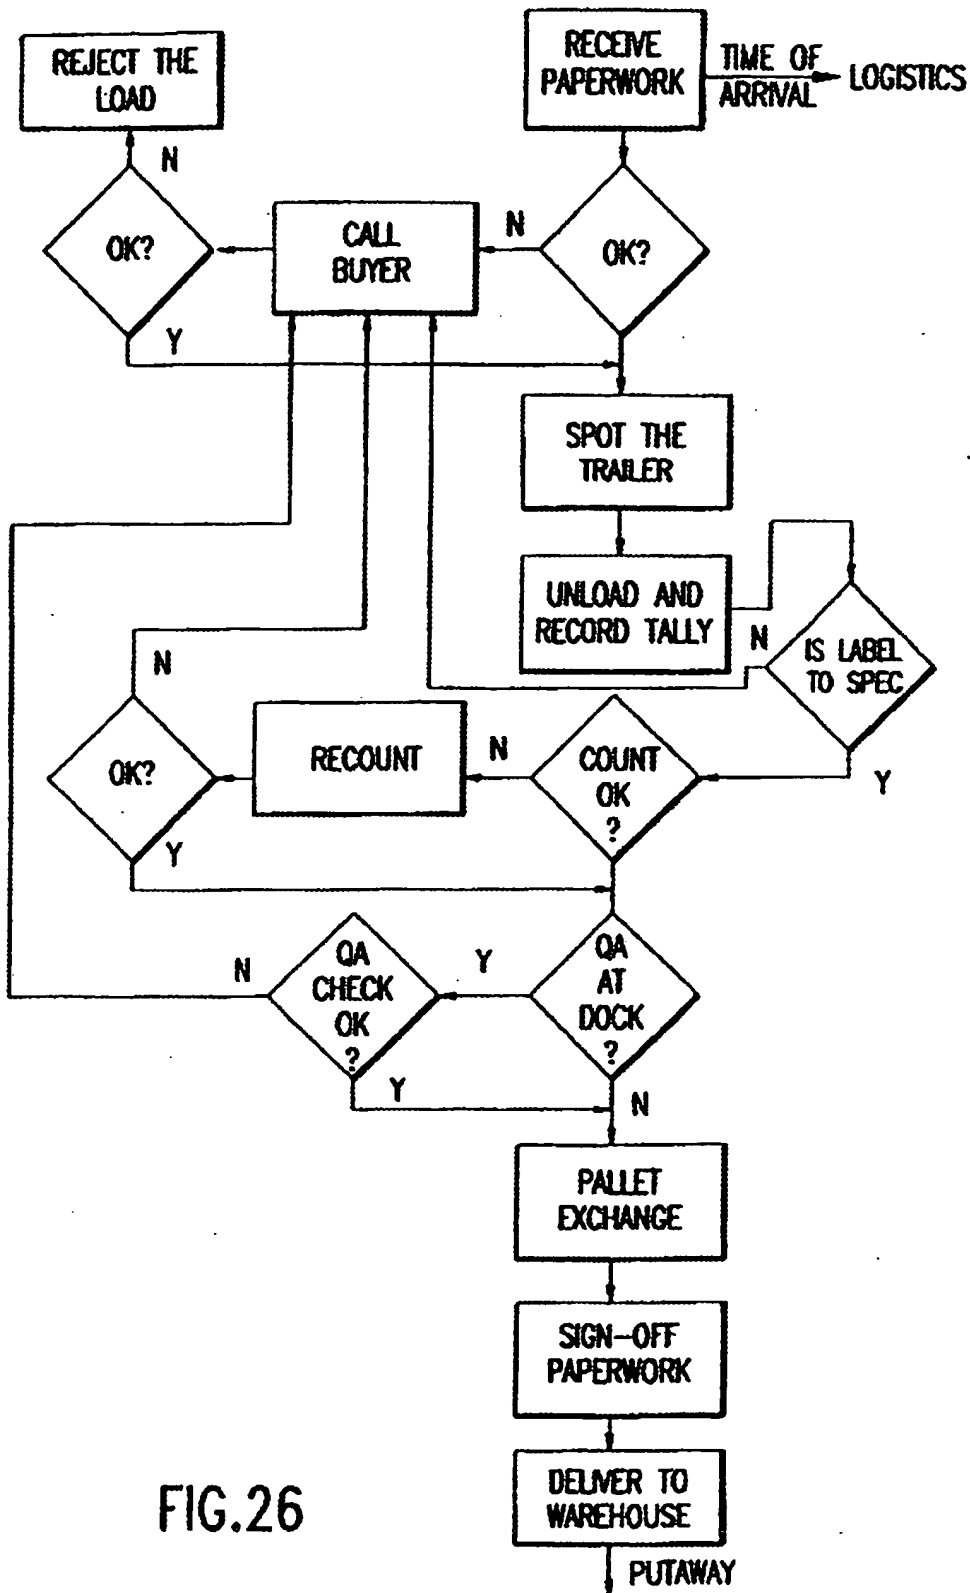 RECEIVE
PAPERWORK
TIME OF
ARRIVAL
LOGISTICS
REJECT THE
LOAD
N
OK?
CALL
BUYER
N
OK?
Y
SPOT THE
TRAILER
UNLOAD AND
RECORD TALLY
N
IS LABEL
TO SPEC
N
OK?
RECOUNT
N
COUNT
OK
?
Y
Y
QA
CHECK
OK
?
N
Y
QA
AT
DOCK
?
Y
N
PALLET
EXCHANGE
SIGN-OFF
PAPERWORK
DELIVER TO
WAREHOUSE
PUTAWAY
FIG.26